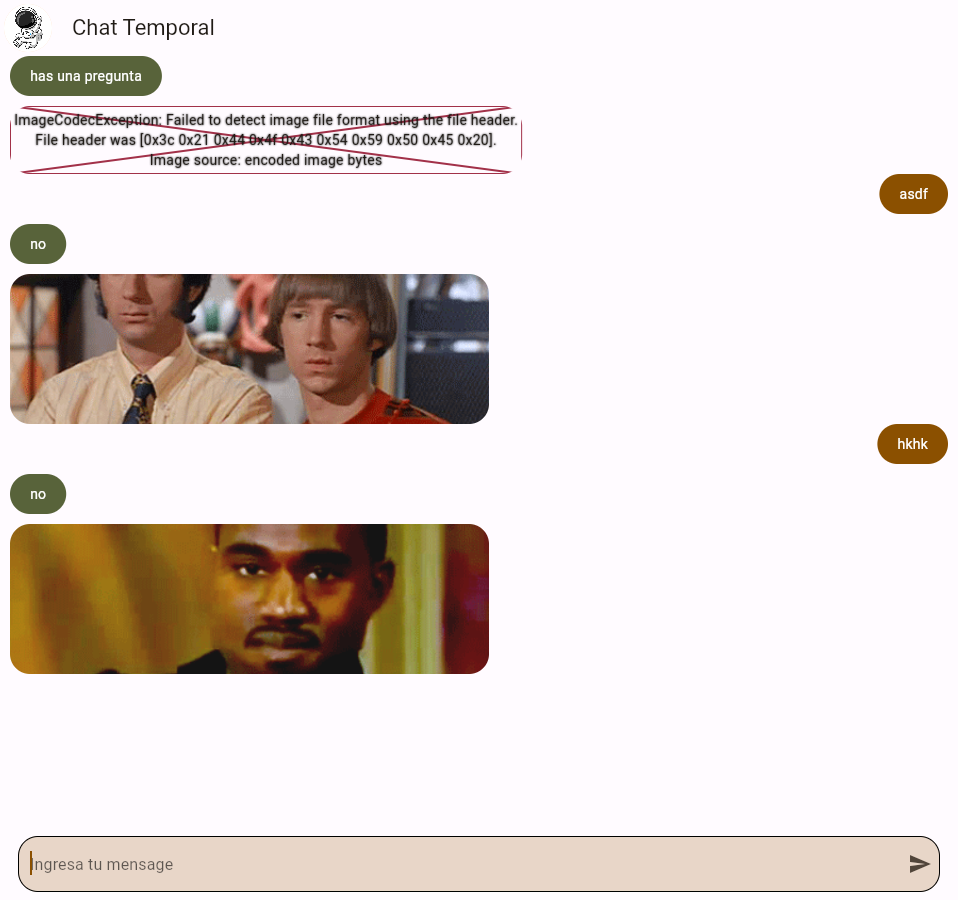 Chat Temporal
has una pregunta
ImageCodecException: Failed to detect image file format using the file header.
File header was [0x3c 0x21 0x44 0x4f 0x43 0x54 0x59 0x50 0x45 0x20].
Image source: encoded image bytes
asdf
no
hkhk
no
Ingresa tu mensage